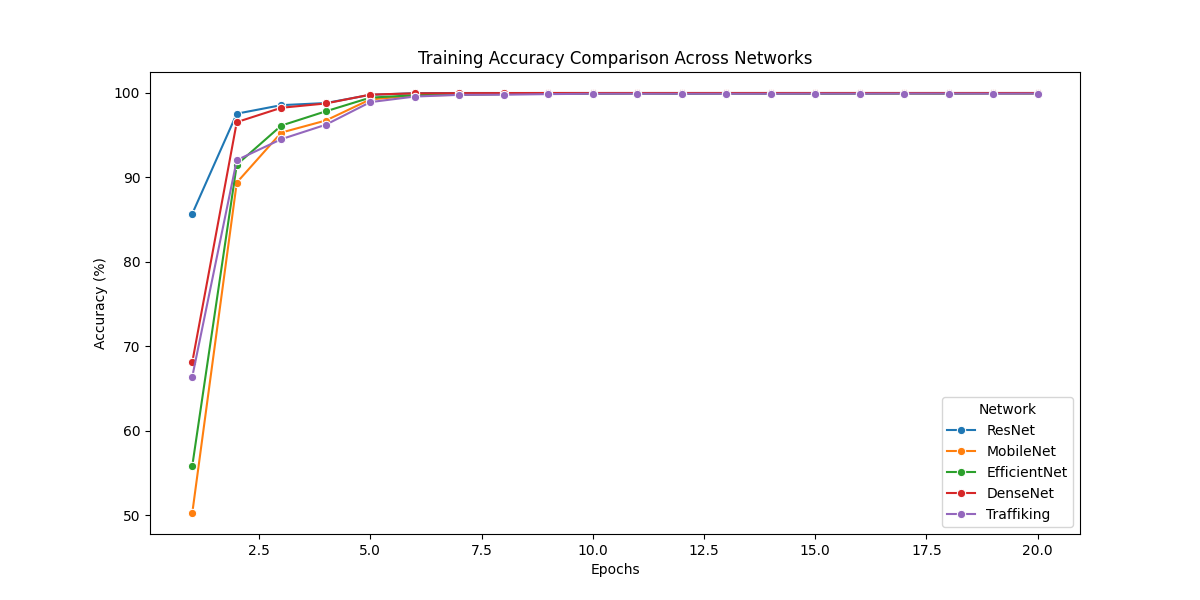 Training Accuracy Comparison Across Networks
100
90
80
70
60
50
Accuracy (%)
2.5 5.0 7.5 10.0 12.5 15.0 17.5 20.0
Epochs
Network
ResNet
MobileNet
EfficientNet
DenseNet
Traffiking